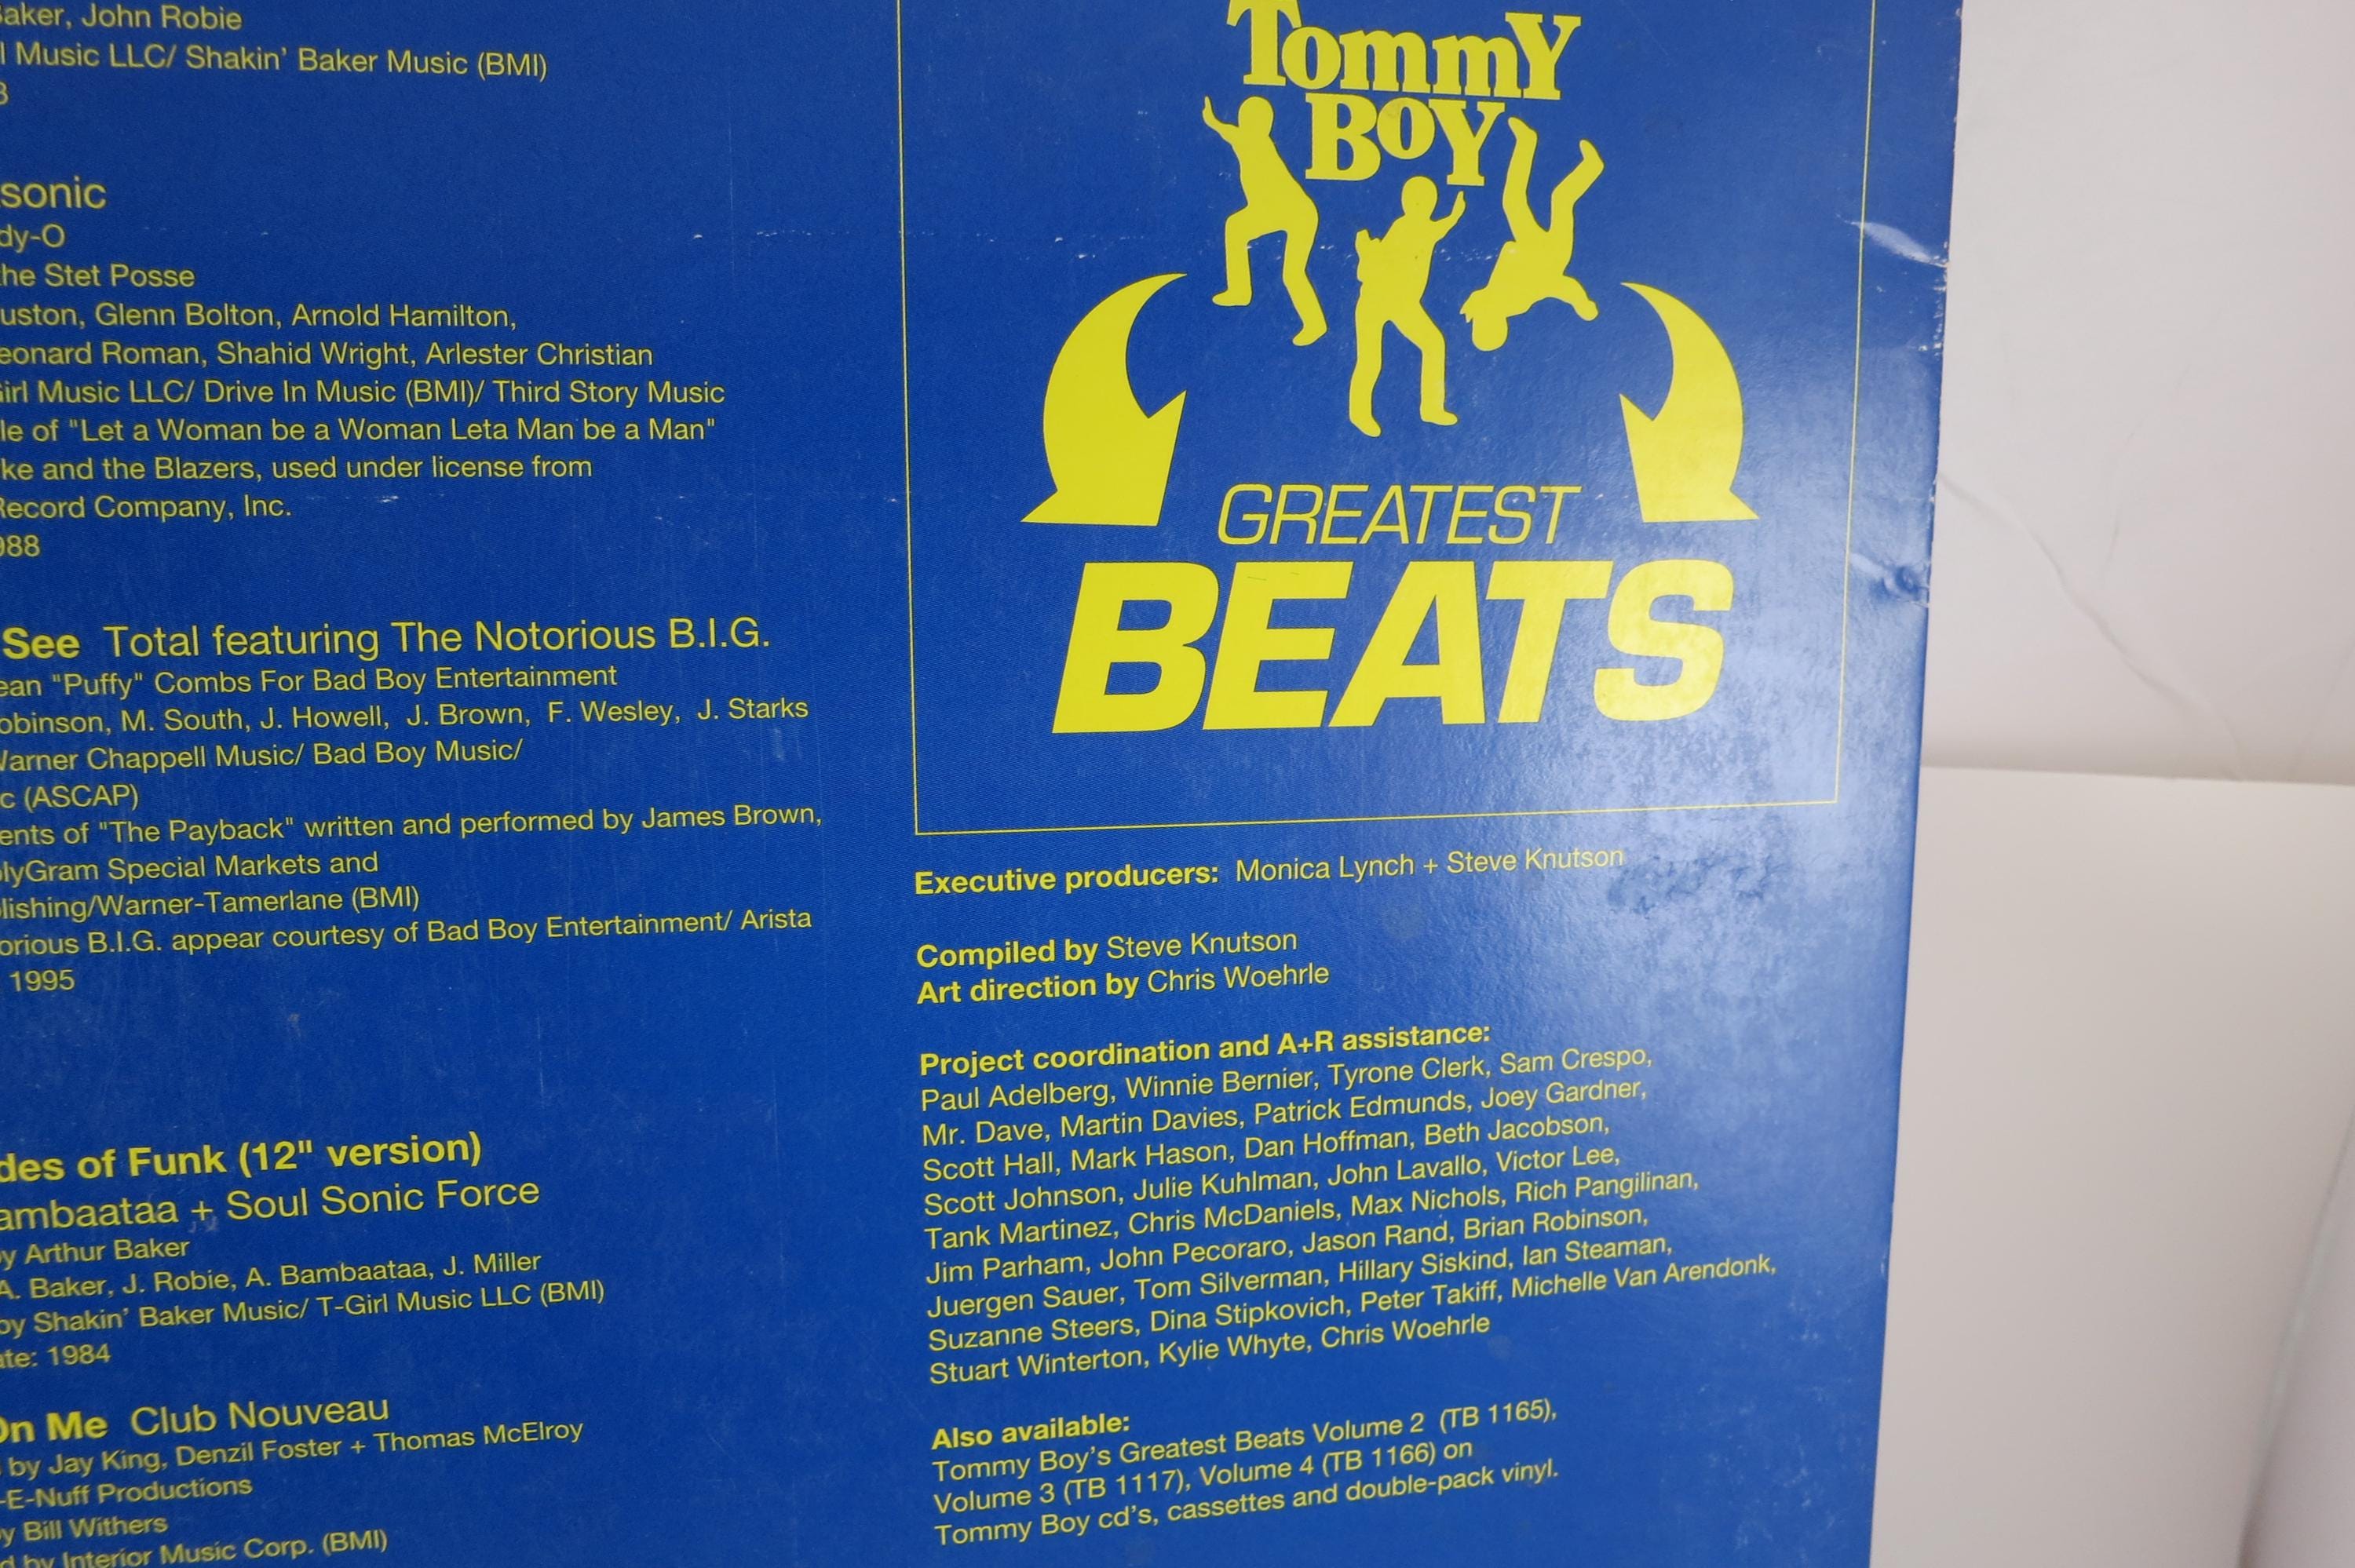 Baker, John Robie
Music LLC/ Shakin' Baker Music (BMI)
sonic
dy-O
the Stet Posse
uston, Glenn Bolton, Arnold Hamilton,
eonard Roman, Shahid Wright, Arlester Christian
Girl Music LLC/ Drive In Music (BMI)/ Third Story Music
le of "Let a Woman be a Woman Leta Man be a Man"
ke and the Blazers, used under license from
Record Company, Inc.
988
See Total featuring The Notorious B.I.G.
ean "Puffy" Combs For Bad Boy Entertainment
obinson, M. South, J. Howell, J. Brown, F. Wesley, J. Starks
Warner Chappell Music/ Bad Boy Music/
c (ASCAP)
ents of "The Payback" written and performed by James Brown,
lyGram Special Markets and
lishing/Warner-Tamerlane (BMI)
orious B.I.G. appear courtesy of Bad Boy Entertainment/ Arista
1995
des of Funk (12" version)
ambaataa + Soul Sonic Force
y Arthur Baker
A. Baker, J. Robie, A. Bambaataa, J. Miller
by Shakin' Baker Music/ T-Girl Music LLC (BMI)
ate: 1984
On Me Club Nouveau
by Jay King, Denzil Foster + Thomas McElroy
-E-Nuff Productions
y Bill Withers
d by Interior Music Corp. (BMI)
Tommy
Boy
GREATEST
BEATS
Executive producers: Monica Lynch + Steve Knutson
Compiled by Steve Knutson
Art direction by Chris Woehrle
Project coordination and A+R assistance:
Paul Adelberg, Winnie Bernier, Tyrone Clerk, Sam Crespo,
Mr. Dave, Martin Davies, Patrick Edmunds, Joey Gardner,
Scott Hall, Mark Hason, Dan Hoffman, Beth Jacobson,
Scott Johnson, Julie Kuhlman, John Lavallo, Victor Lee,
Tank Martinez, Chris McDaniels, Max Nichols, Rich Pangilinan,
Jim Parham, John Pecoraro, Jason Rand, Brian Robinson,
Juergen Sauer, Tom Silverman, Hillary Siskind, Ian Steaman,
Suzanne Steers, Dina Stipkovich, Peter Takiff, Michelle Van Arendonk,
Stuart Winterton, Kylie Whyte, Chris Woehrle
Also available:
Tommy Boy's Greatest Beats Volume 2 (TB 1165),
Volume 3 (TB 1117), Volume 4 (TB 1166) on
Tommy Boy cd's, cassettes and double-pack vinyl.